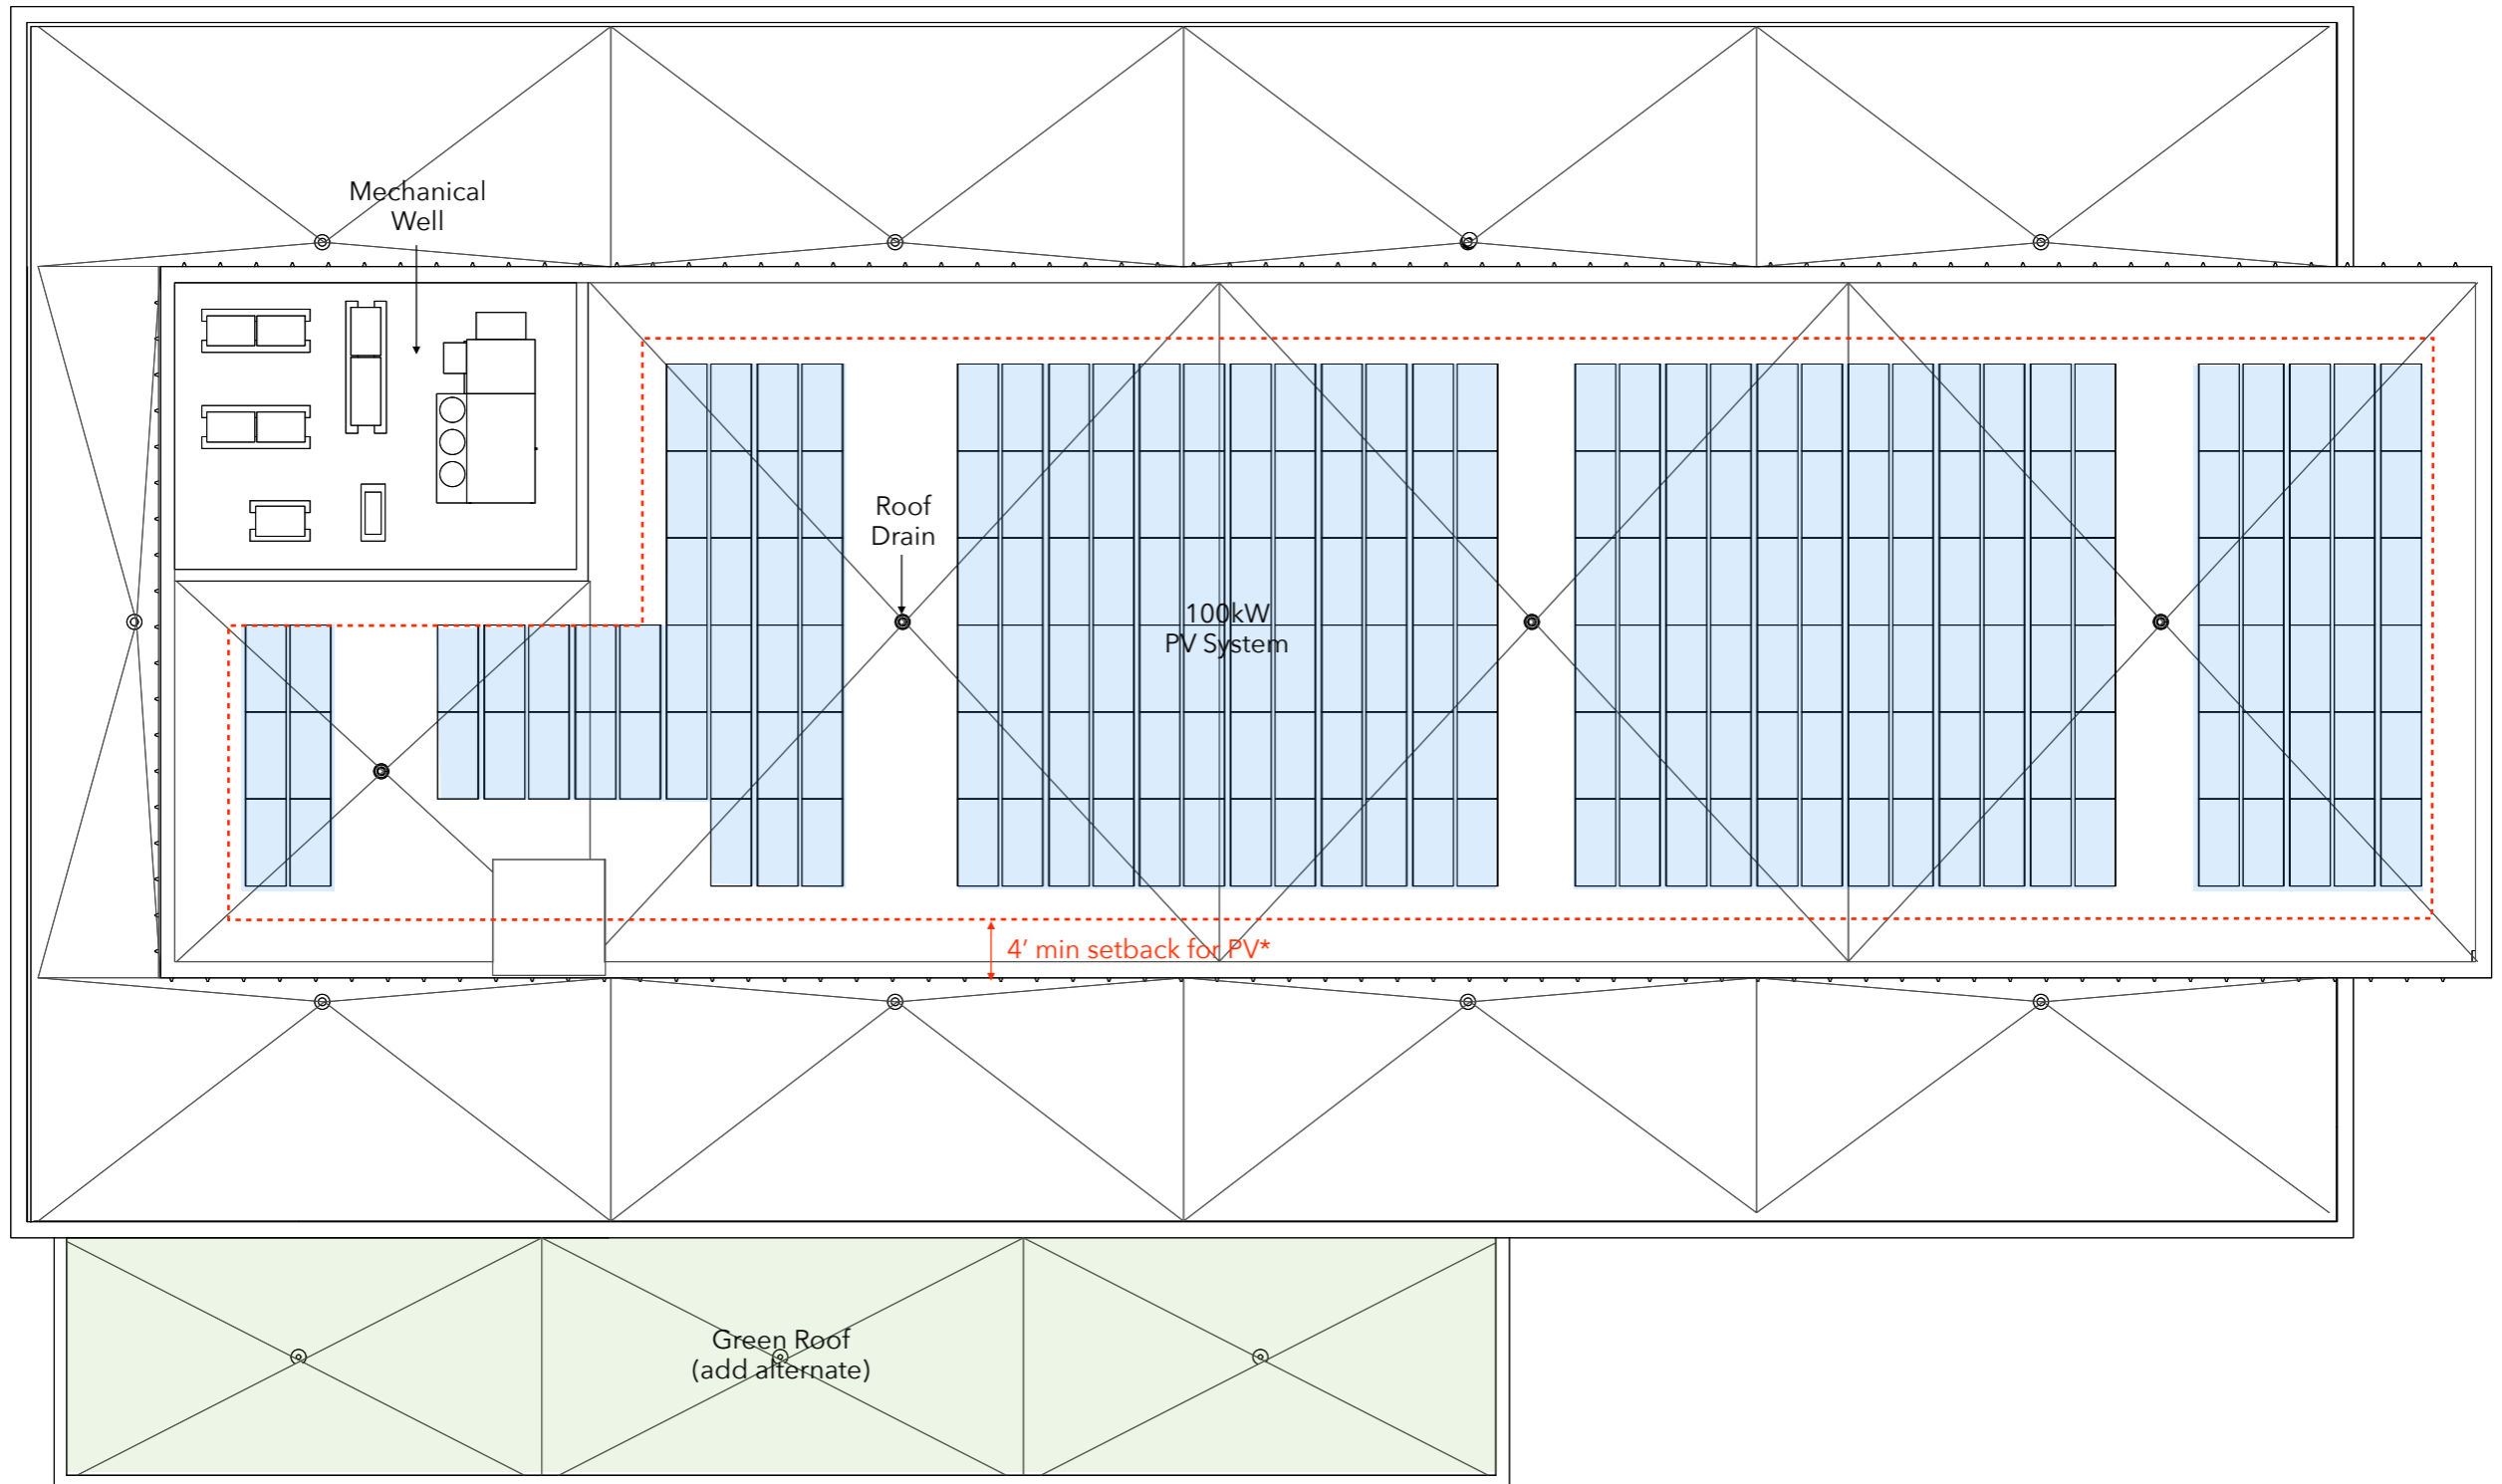 Mechanical
Well
Roof
Drain
100kW
PV System
4’ min setback for PV*
Green Roof
(add alternate)